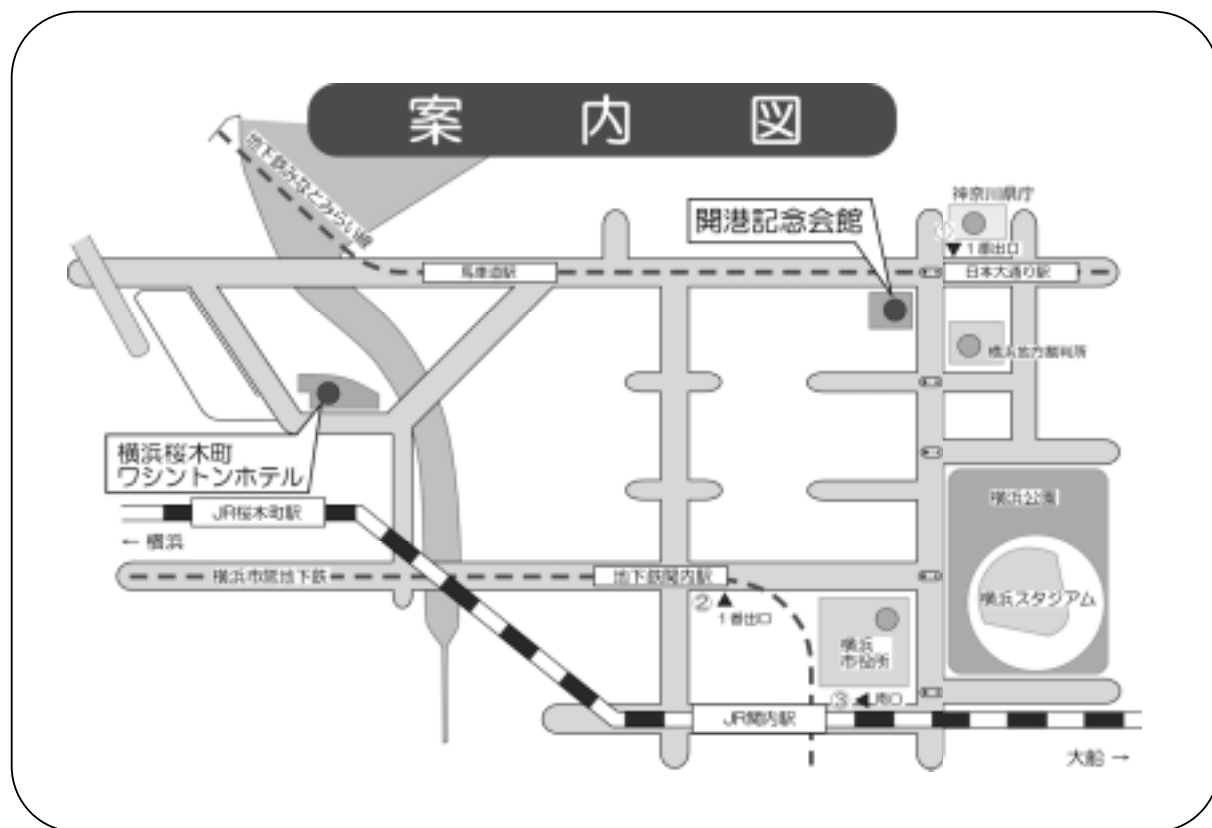 案内図
地下鉄みなとみらい線
神奈川県庁
開港記念会館
①
▼1番出口
馬車道駅
日本大通り駅
横浜地方裁判所
横浜桜木町
ワシントンホテル
JR桜木町駅
← 横浜
横浜公園
横浜市営地下鉄
地下鉄関内駅
②▲
1番出口
横浜スタジアム
横浜
市役所
③◀南口
JR関内駅
大船 →